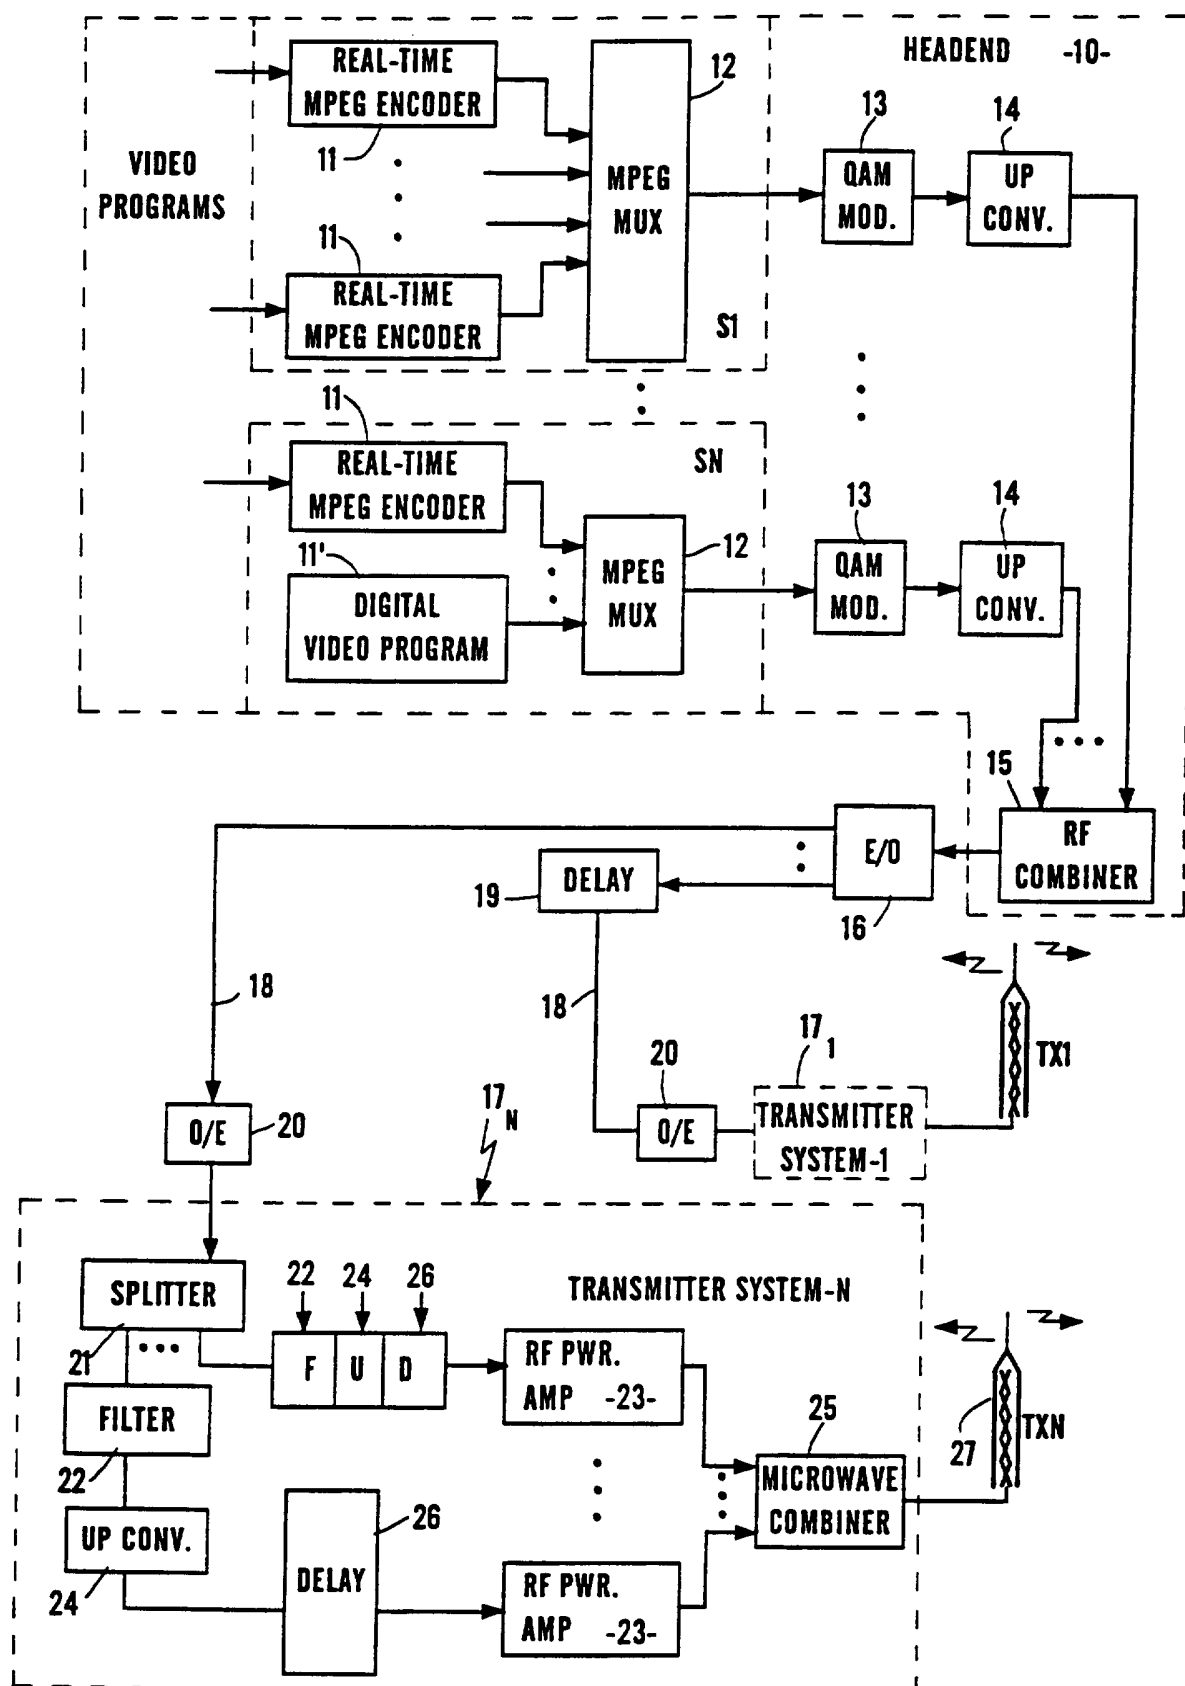 HEADEND -10-
REAL-TIME
MPEG ENCODER
11
12
13
14
VIDEO
PROGRAMS
MPEG
MUX
QAM
MOD.
UP
CONV.
11
REAL-TIME
MPEG ENCODER
S1
11
REAL-TIME
MPEG ENCODER
SN
13
14
11'
DIGITAL
VIDEO PROGRAM
MPEG
MUX
12
QAM
MOD.
UP
CONV.
15
RF
COMBINER
E/O
16
DELAY
19
18
18
TX1
17 1
20
O/E
TRANSMITTER
SYSTEM-1
O/E
20
17 N
TRANSMITTER SYSTEM-N
SPLITTER
21
22
24
26
F U D
RF PWR.
AMP -23-
FILTER
22
25
MICROWAVE
COMBINER
27
TXN
UP CONV.
24
26
DELAY
RF PWR.
AMP -23-